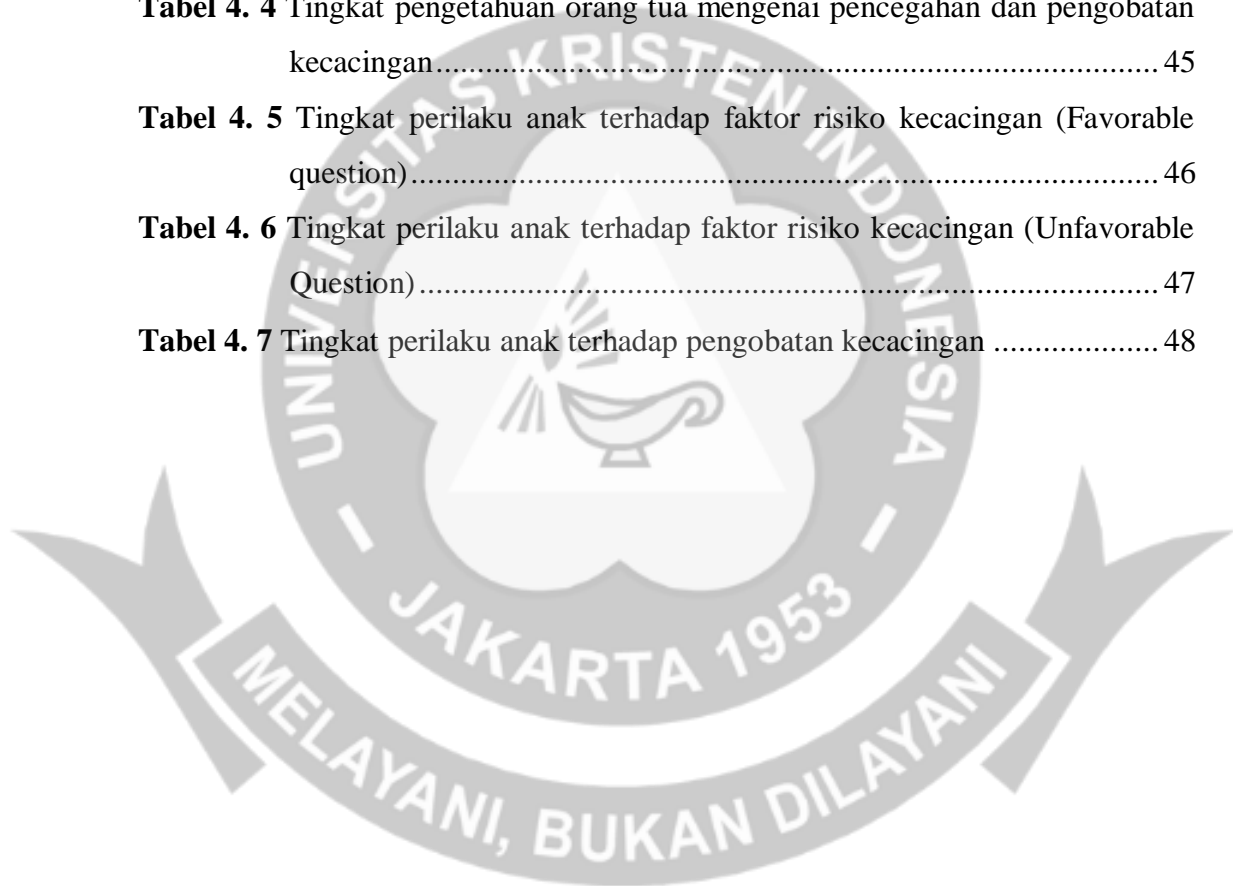 Tabel 4. 4 Tingkat pengetahuan orang tua mengenai pencegahan dan pengobatan
kecacingan........................................................................................ 45
Tabel 4. 5 Tingkat perilaku anak terhadap faktor risiko kecacingan (Favorable
question)........................................................................................... 46
Tabel 4. 6 Tingkat perilaku anak terhadap faktor risiko kecacingan (Unfavorable
Question).......................................................................................... 47
Tabel 4. 7 Tingkat perilaku anak terhadap pengobatan kecacingan .................... 48
UNIVERSITAS KRISTEN INDONESIA
- JAKARTA 1953 -
MELAYANI, BUKAN DILAYANI